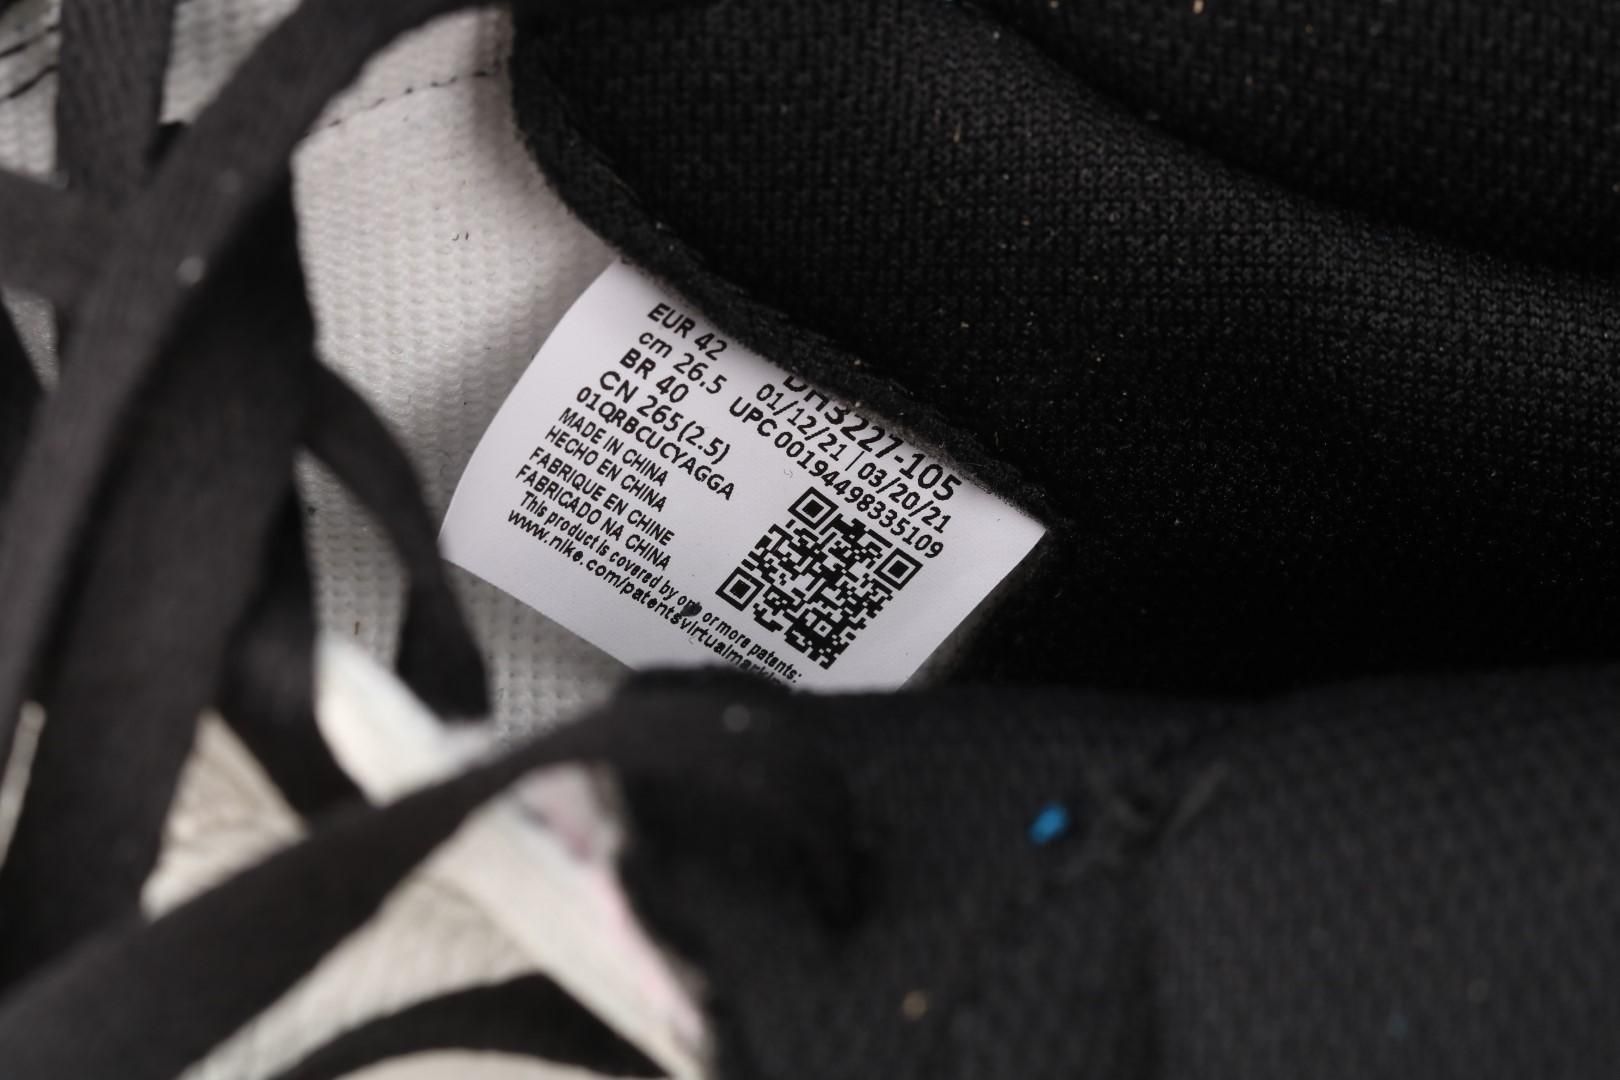 EUR 42
cm 26.5
BR 40
CN 265(2.5)
01QRBCUCYAGGA
DH3227-105
01/12/21 | 03/20/21
UPC 00194498335109
MADE IN CHINA
HECHO EN CHINA
FABRIQUE EN CHINE
FABRICADO NA CHINA
This product is covered by one or more patents:
www.nike.com/patentsvirtualmarki